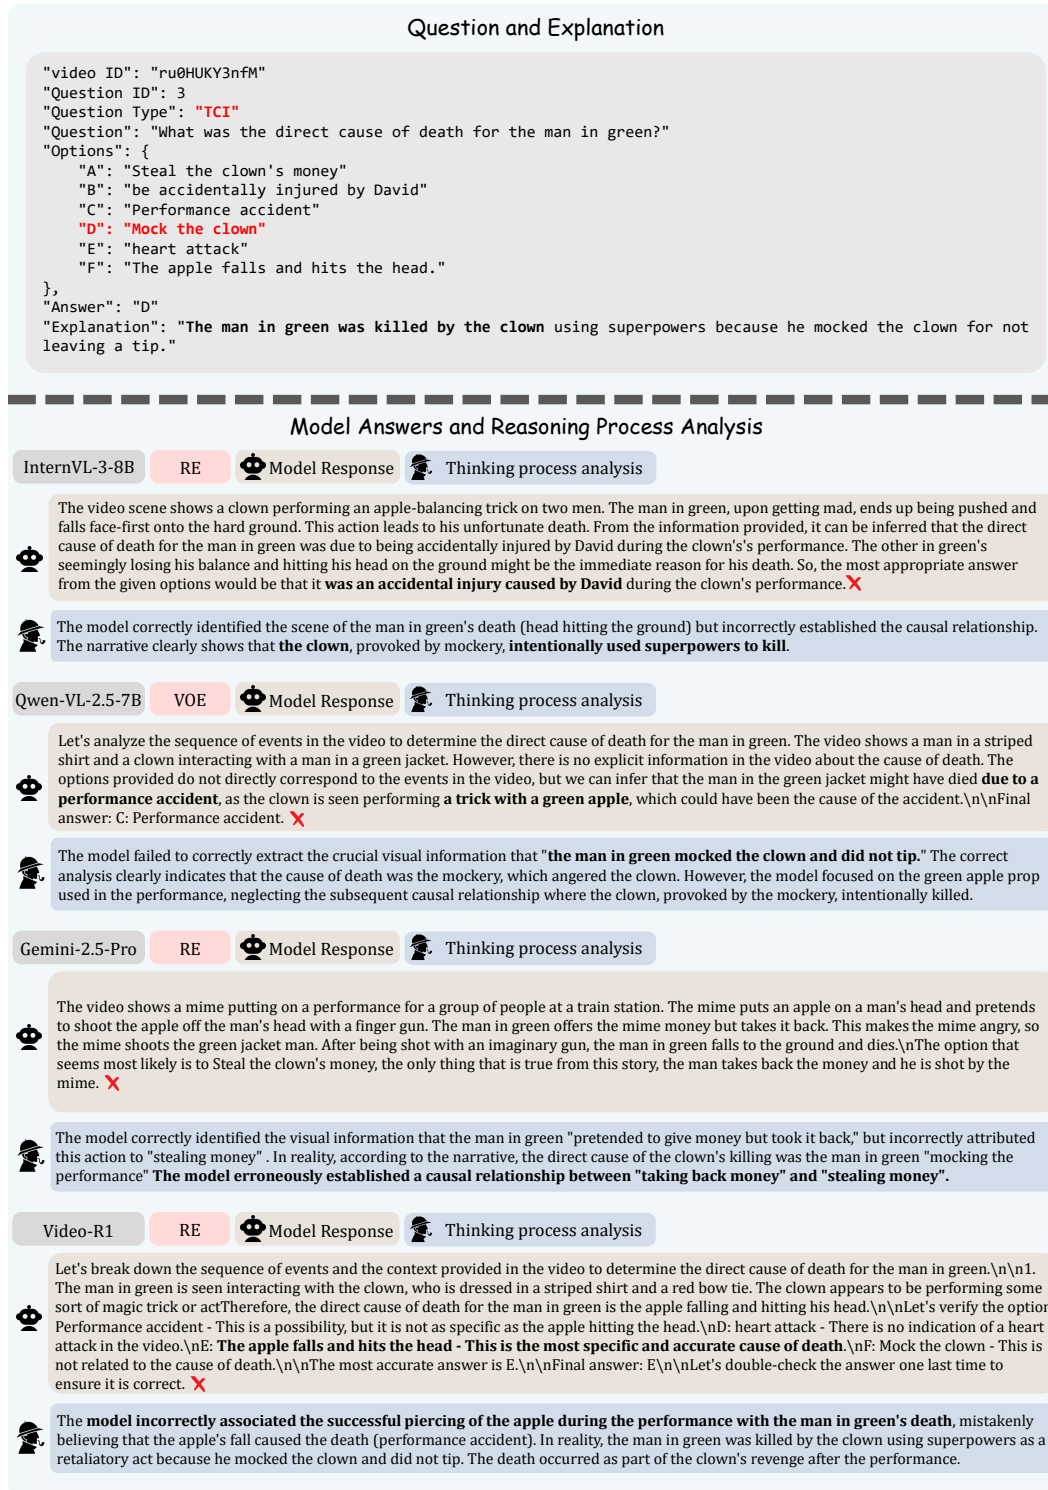 Question and Explanation
"video ID": "ru0HUKY3nfM"
"Question ID": 3
"Question Type": "TCI"
"Question": "What was the direct cause of death for the man in green?"
"Options": {
"A": "Steal the clown's money"
"B": "be accidentally injured by David"
"C": "Performance accident"
"D": "Mock the clown"
"E": "heart attack"
"F": "The apple falls and hits the head."
},
"Answer": "D"
"Explanation": "The man in green was killed by the clown using superpowers because he mocked the clown for not
leaving a tip."
Model Answers and Reasoning Process Analysis
InternVL-3-8B RE Model Response Thinking process analysis
The video scene shows a clown performing an apple-balancing trick on two men. The man in green, upon getting mad, ends up being pushed and
falls face-first onto the hard ground. This action leads to his unfortunate death. From the information provided, it can be inferred that the direct
cause of death for the man in green was due to being accidentally injured by David during the clown's's performance. The other in green's
seemingly losing his balance and hitting his head on the ground might be the immediate reason for his death. So, the most appropriate answer
from the given options would be that it was an accidental injury caused by David during the clown's performance.
The model correctly identified the scene of the man in green's death (head hitting the ground) but incorrectly established the causal relationship.
The narrative clearly shows that the clown, provoked by mockery, intentionally used superpowers to kill.
Qwen-VL-2.5-7B VOE Model Response Thinking process analysis
Let's analyze the sequence of events in the video to determine the direct cause of death for the man in green. The video shows a man in a striped
shirt and a clown interacting with a man in a green jacket. However, there is no explicit information in the video about the cause of death. The
options provided do not directly correspond to the events in the video, but we can infer that the man in the green jacket might have died due to a
performance accident, as the clown is seen performing a trick with a green apple, which could have been the cause of the accident.\n\nFinal
answer: C: Performance accident.
The model failed to correctly extract the crucial visual information that "the man in green mocked the clown and did not tip." The correct
analysis clearly indicates that the cause of death was the mockery, which angered the clown. However, the model focused on the green apple prop
used in the performance, neglecting the subsequent causal relationship where the clown, provoked by the mockery, intentionally killed.
Gemini-2.5-Pro RE Model Response Thinking process analysis
The video shows a mime putting on a performance for a group of people at a train station. The mime puts an apple on a man's head and pretends
to shoot the apple off the man's head with a finger gun. The man in green offers the mime money but takes it back. This makes the mime angry, so
the mime shoots the green jacket man. After being shot with an imaginary gun, the man in green falls to the ground and dies.\nThe option that
seems most likely is to Steal the clown's money, the only thing that is true from this story, the man takes back the money and he is shot by the
mime.
The model correctly identified the visual information that the man in green "pretended to give money but took it back," but incorrectly attributed
this action to "stealing money" . In reality, according to the narrative, the direct cause of the clown's killing was the man in green "mocking the
performance" The model erroneously established a causal relationship between "taking back money" and "stealing money".
Video-R1 RE Model Response Thinking process analysis
Let's break down the sequence of events and the context provided in the video to determine the direct cause of death for the man in green.\n\n1.
The man in green is seen interacting with the clown, who is dressed in a striped shirt and a red bow tie. The clown appears to be performing some
sort of magic trick or actTherefore, the direct cause of death for the man in green is the apple falling and hitting his head.\n\nLet's verify the option
Performance accident - This is a possibility, but it is not as specific as the apple hitting the head.\nD: heart attack - There is no indication of a heart
attack in the video.\nE: The apple falls and hits the head - This is the most specific and accurate cause of death.\nF: Mock the clown - This is
not related to the cause of death.\n\nThe most accurate answer is E.\n\nFinal answer: E\n\nLet's double-check the answer one last time to
ensure it is correct.
The model incorrectly associated the successful piercing of the apple during the performance with the man in green's death, mistakenly
believing that the apple's fall caused the death (performance accident). In reality, the man in green was killed by the clown using superpowers as a
retaliatory act because he mocked the clown and did not tip. The death occurred as part of the clown's revenge after the performance.